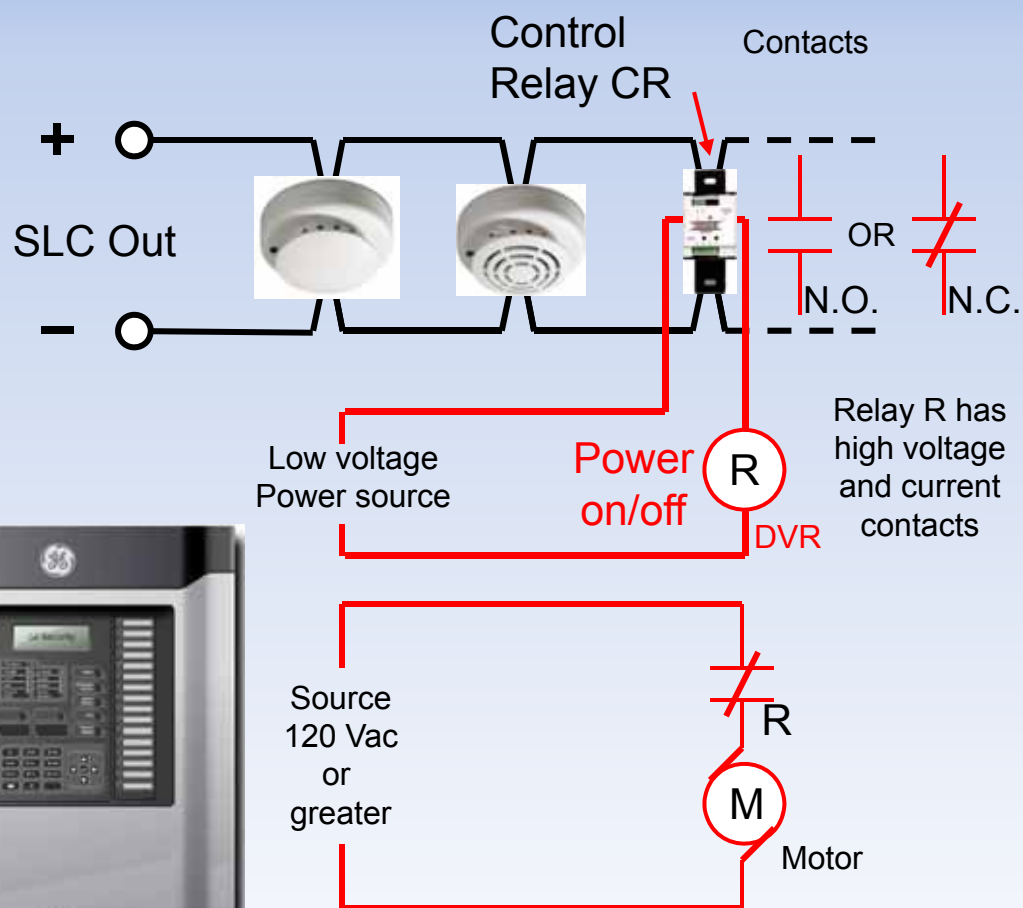 Control
Relay CR
Contacts
+
SLC Out
−
OR
N.O.
N.C.
Low voltage
Power source
Power
on/off
R
DVR
Relay R has
high voltage
and current
contacts
Source
120 Vac
or
greater
R
M
Motor